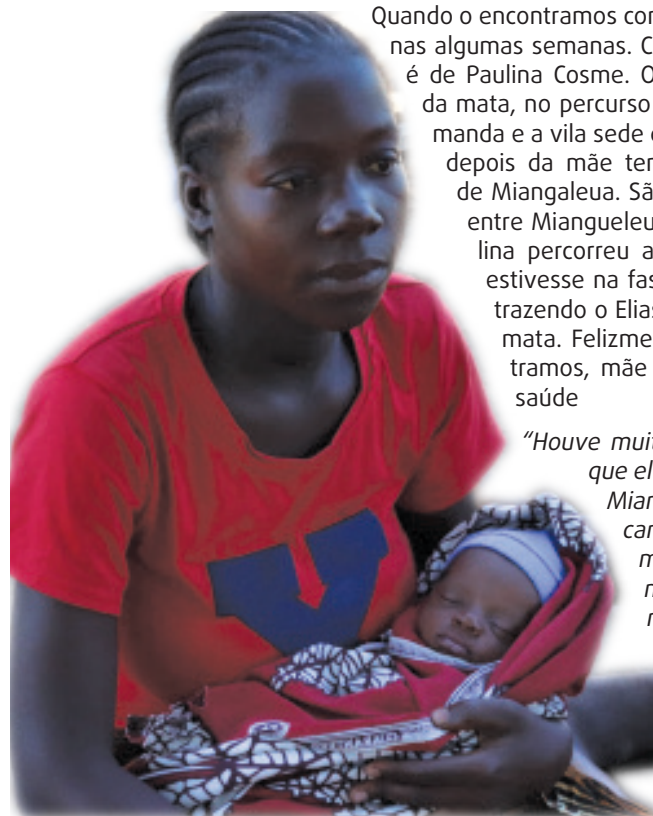 Quando o encontramos
nas algumas semanas. C
é de Paulina Cosme. O
da mata, no percurso
manda e a vila sede
depois da mãe ter
de Miangaleua. Sã
entre Miangueleu
lina percorreu a
estivesse na fas
trazendo o Elias
mata. Felizme
tramos, mãe
saúde
“Houve muit
que el
Mian
car
m